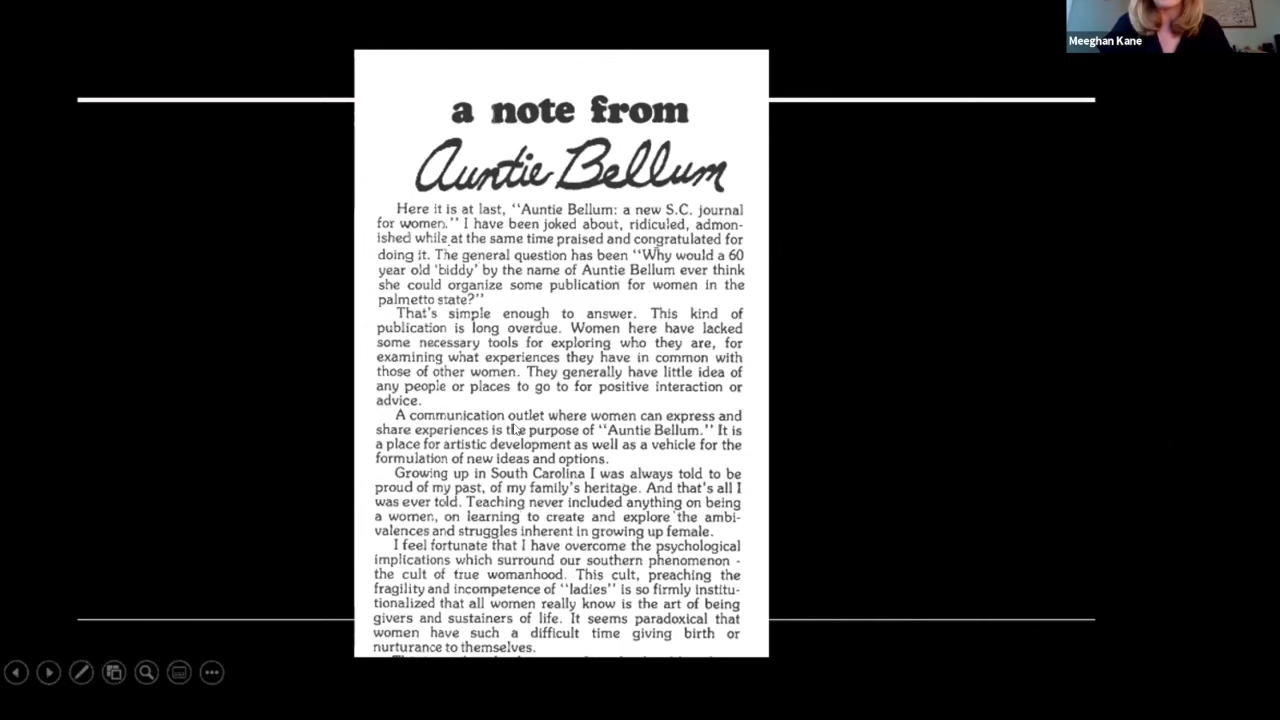 Meeghan Kane
a note from
Auntie Bellum
Here it is at last, "Auntie Bellum: a new S.C. journal
for women." I have been joked about, ridiculed, admon-
ished while at the same time praised and congratulated for
doing it. The general question has been "Why would a 60
year old 'biddy' by the name of Auntie Bellum ever think
she could organize some publication for women in the
palmetto state?"
That's simple enough to answer. This kind of
publication is long overdue. Women here have lacked
some necessary tools for exploring who they are, for
examining what experiences they have in common with
those of other women. They generally have little idea of
any people or places to go to for positive interaction or
advice.
A communication outlet where women can express and
share experiences is the purpose of "Auntie Bellum." It is
a place for artistic development as well as a vehicle for the
formulation of new ideas and options.
Growing up in South Carolina I was always told to be
proud of my past, of my family's heritage. And that's all I
was ever told. Teaching never included anything on being
a women, on learning to create and explore the ambi-
valences and struggles inherent in growing up female.
I feel fortunate that I have overcome the psychological
implications which surround our southern phenomenon -
the cult of true womanhood. This cult, preaching the
fragility and incompetence of "ladies" is so firmly institu-
tionalized that all women really know is the art of being
givers and sustainers of life. It seems paradoxical that
women have such a difficult time giving birth or
nurturance to themselves.